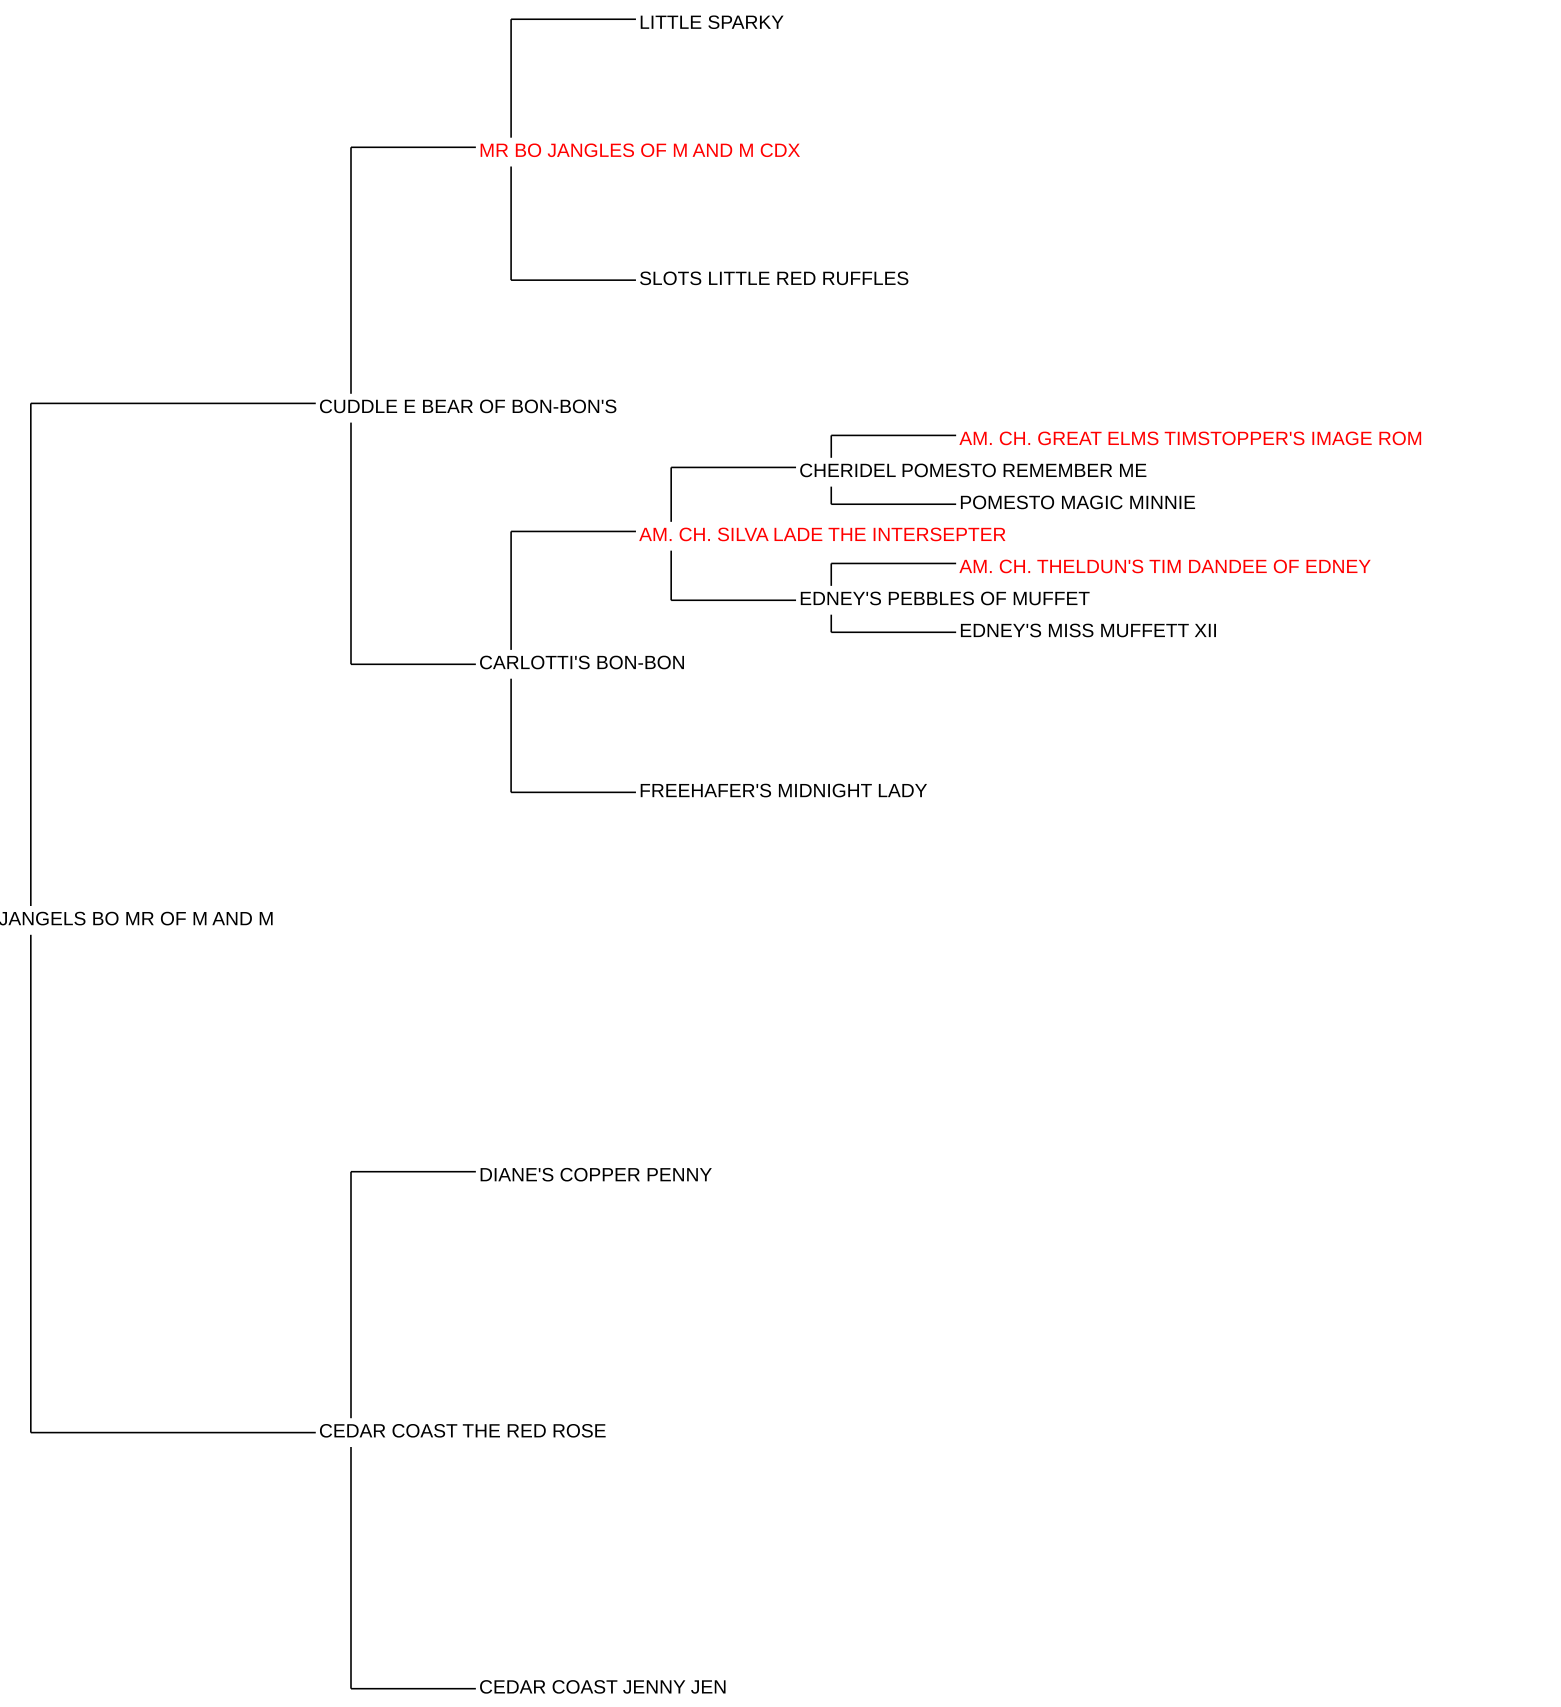 LITTLE SPARKY
MR BO JANGLES OF M AND M CDX
SLOTS LITTLE RED RUFFLES
CUDDLE E BEAR OF BON-BON'S
AM. CH. GREAT ELMS TIMSTOPPER'S IMAGE ROM
CHERIDEL POMESTO REMEMBER ME
POMESTO MAGIC MINNIE
AM. CH. SILVA LADE THE INTERSEPTER
AM. CH. THELDUN'S TIM DANDEE OF EDNEY
EDNEY'S PEBBLES OF MUFFET
EDNEY'S MISS MUFFETT XII
CARLOTTI'S BON-BON
FREEHAFER'S MIDNIGHT LADY
JANGELS BO MR OF M AND M
DIANE'S COPPER PENNY
CEDAR COAST THE RED ROSE
CEDAR COAST JENNY JEN